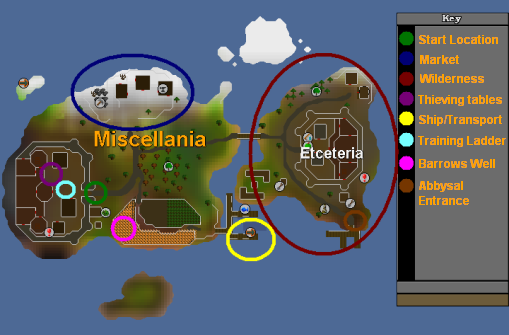 Key
Start Location
Market
Wilderness
Thieving tables
Ship/Transport
Training Ladder
Barrows Well
Abbysal
Entrance
Miscellania
Etceteria